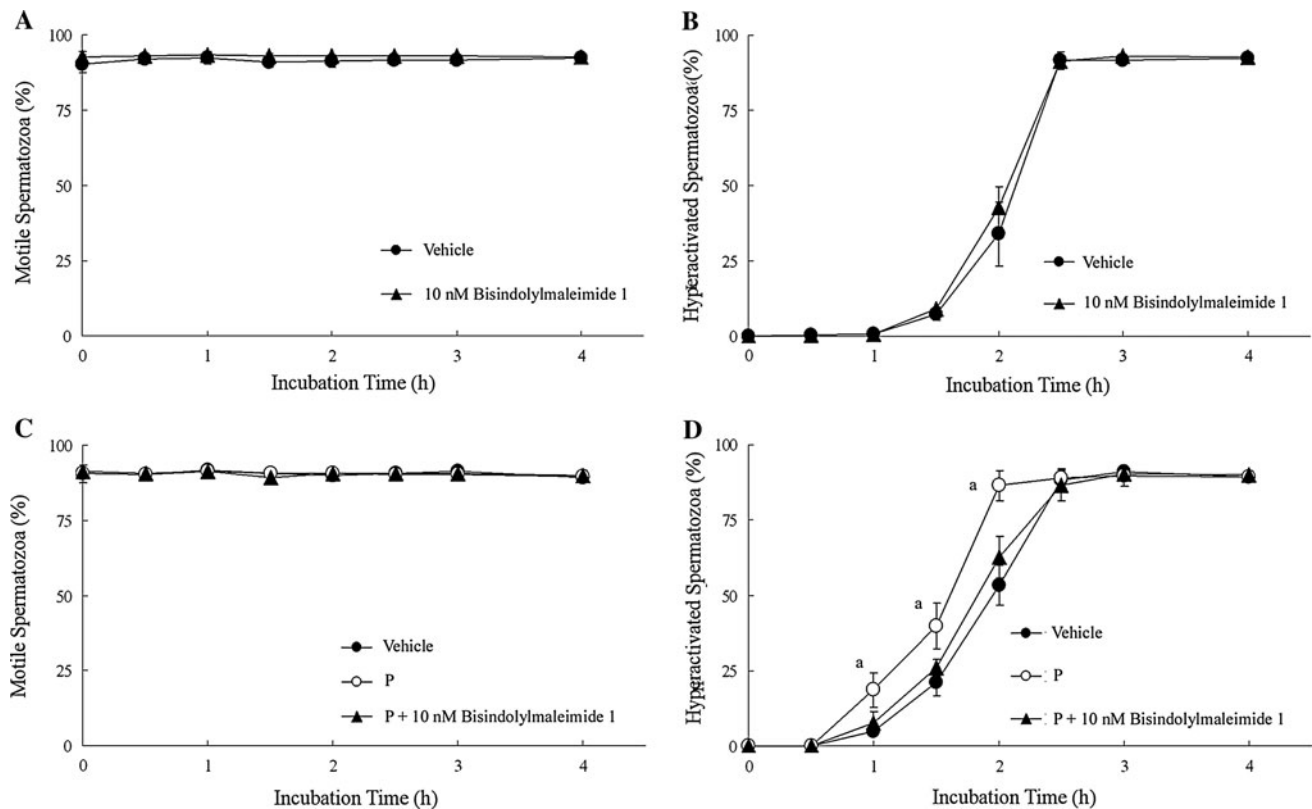 A
100
75
50
25
0
Motile Spermatozoa (%)
Vehicle
10 nM Bisindolylmaleimide 1
0 1 2 3 4
Incubation Time (h)
B
100
75
50
25
0
Hyperactivated Spermatozoa (%)
Vehicle
10 nM Bisindolylmaleimide 1
0 1 2 3 4
Incubation Time (h)
C
100
75
50
25
0
Motile Spermatozoa (%)
Vehicle
P
P + 10 nM Bisindolylmaleimide 1
0 1 2 3 4
Incubation Time (h)
D
100
75
50
25
0
Hyperactivated Spermatozoa (%)
a
a
a
Vehicle
P
P + 10 nM Bisindolylmaleimide 1
0 1 2 3 4
Incubation Time (h)